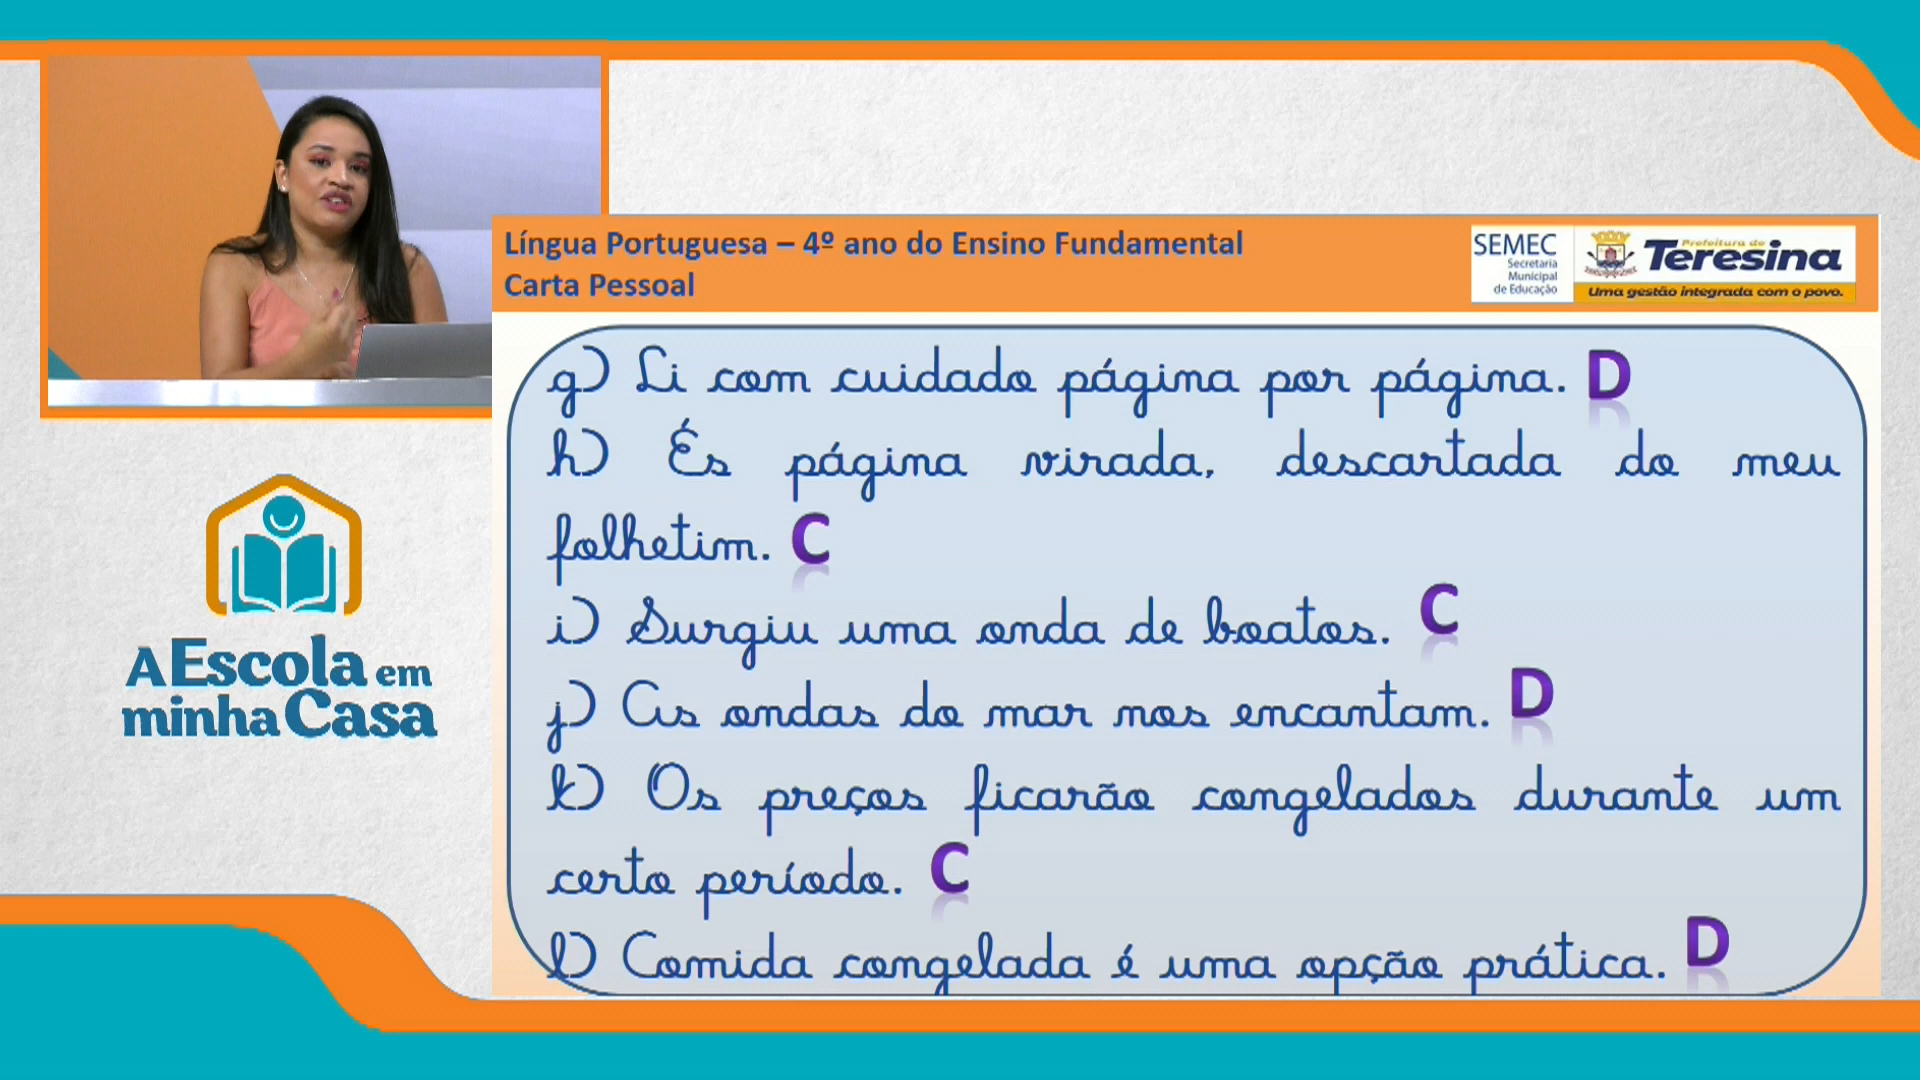 Língua Portuguesa – 4º ano do Ensino Fundamental
Carta Pessoal
SEMEC
Secretaria
Municipal
de Educação
Prefeitura de
Teresina
Uma gestão integrada com o povo.
g) Li com cuidado página por página. D
h) És página virada, descartada do meu
folhetim. C
i) Surgiu uma onda de boatos. C
j) As ondas do mar nos encantam. D
k) Os preços ficarão congelados durante um
certo período. C
l) Comida congelada é uma opção prática. D
A Escola em
minha Casa